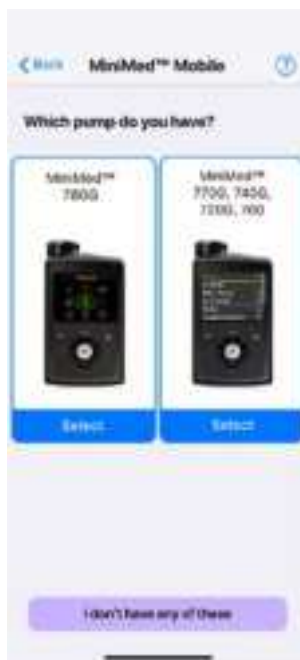 Back
MiniMed™ Mobile
?
Which pump do you have?
MiniMed™
780G
MiniMed™
770G, 740G,
720G,
Select
Select
I don't have any of these